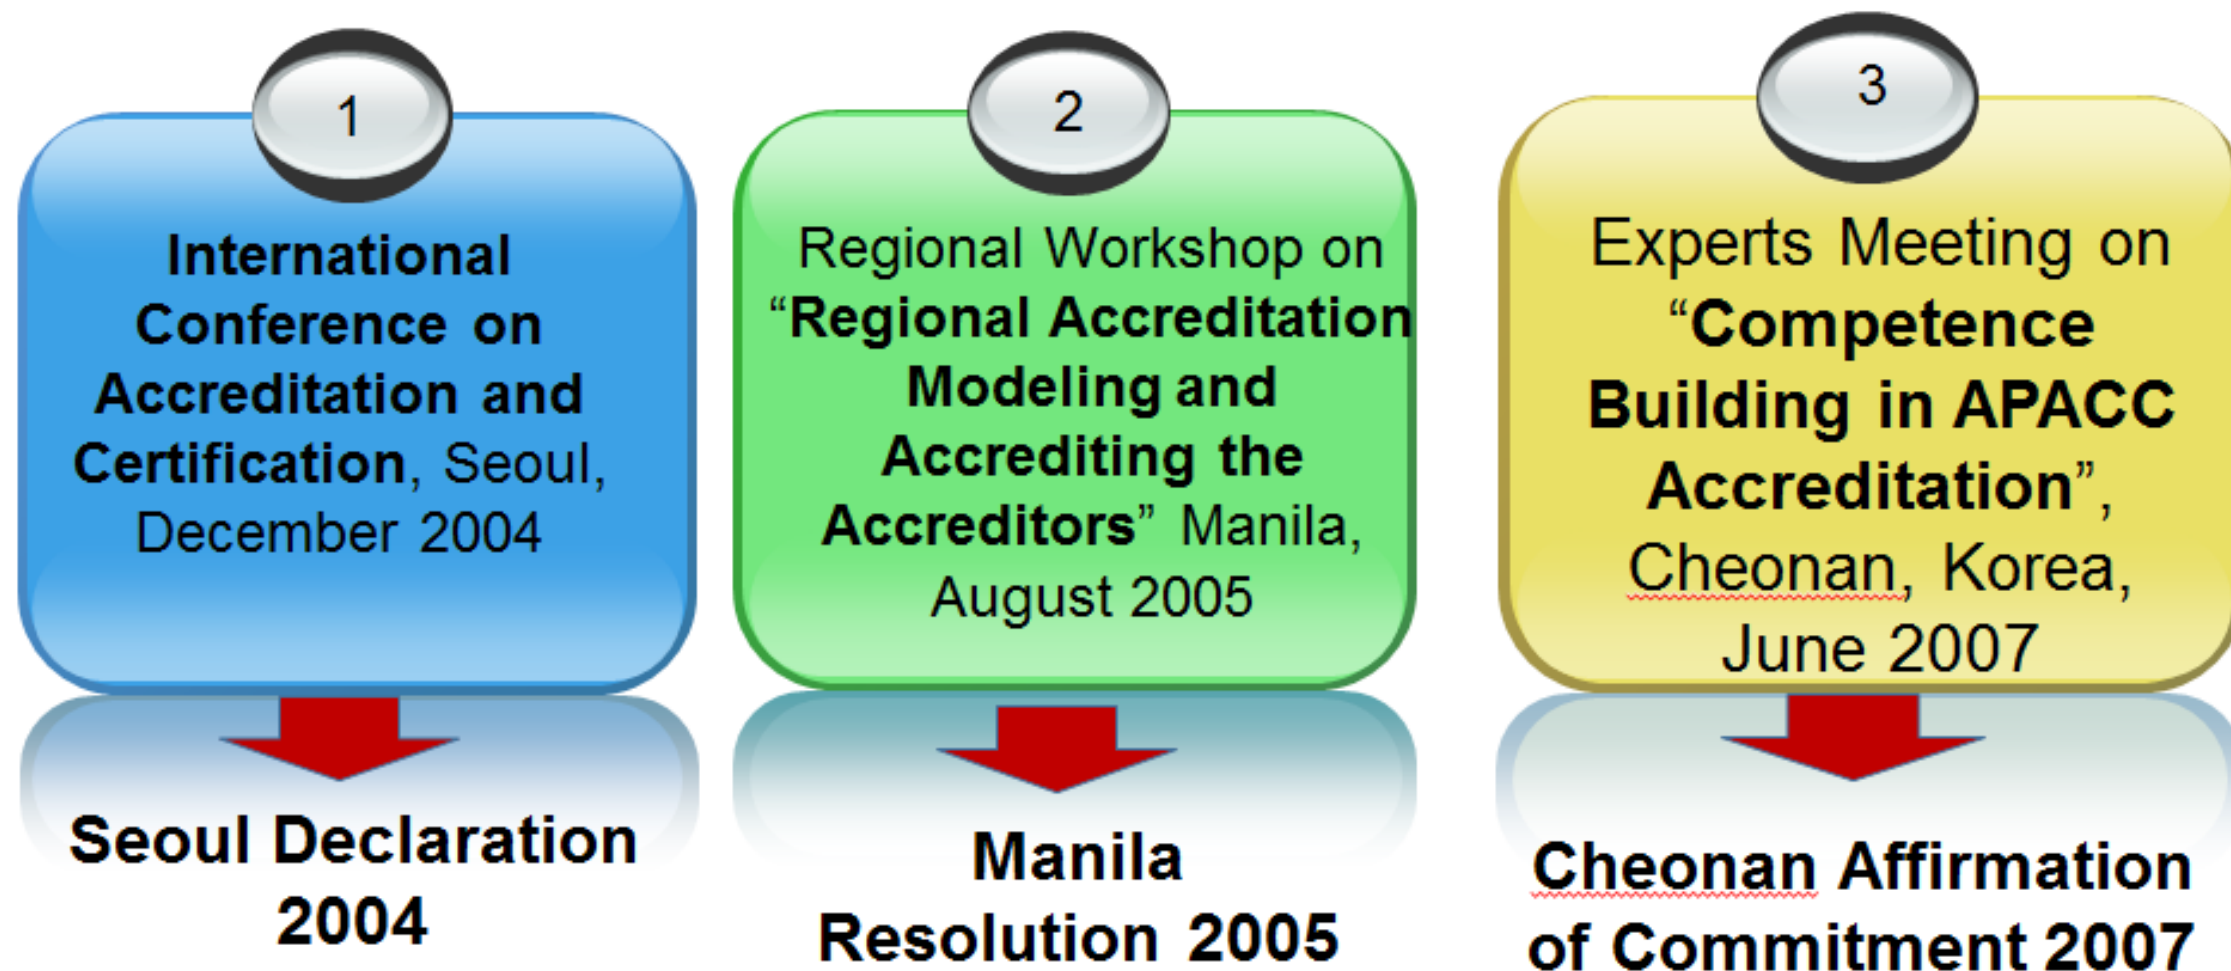 1
International
Conference on
Accreditation and
Certification, Seoul,
December 2004
Seoul Declaration
2004
2
Regional Workshop on
“Regional Accreditation
Modeling and
Accrediting the
Accreditors” Manila,
August 2005
Manila
Resolution 2005
3
Experts Meeting on
“Competence
Building in APACC
Accreditation”,
Cheonan, Korea,
June 2007
Cheonan Affirmation
of Commitment 2007